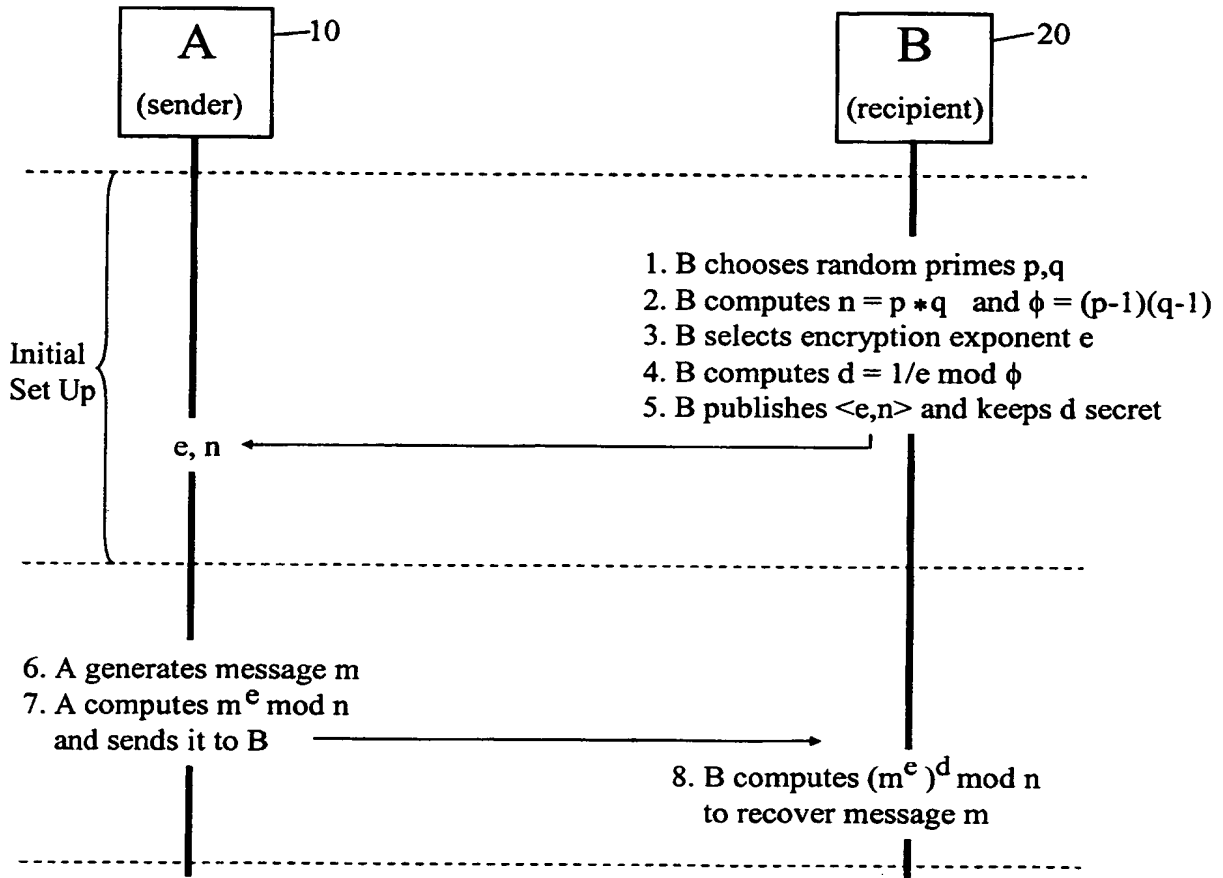 A
(sender)
10
B
(recipient)
20
Initial
Set Up
1. B chooses random primes p,q
2. B computes n = p * q and ϕ = (p-1)(q-1)
3. B selects encryption exponent e
4. B computes d = 1/e mod ϕ
5. B publishes <e,n> and keeps d secret
e, n
6. A generates message m
7. A computes m^e mod n
and sends it to B
8. B computes (m^e)^d mod n
to recover message m